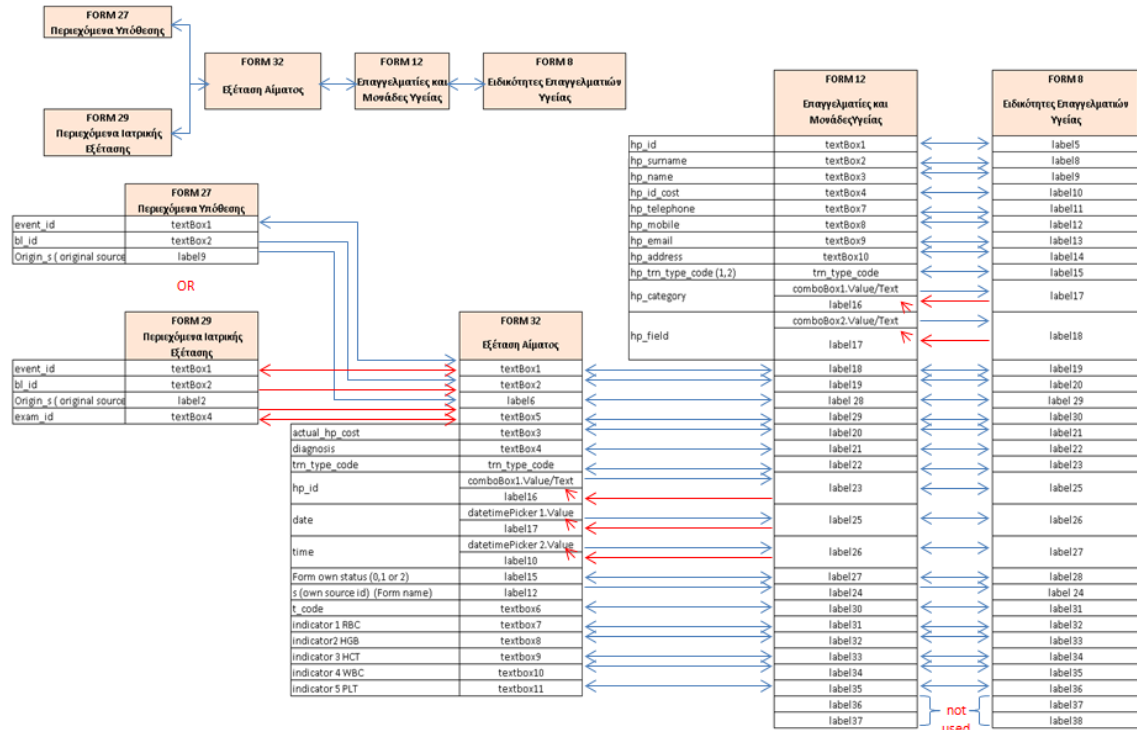 FORM 27
Περιεχόμενα Υπόθεσης
FORM 32
Εξέταση Αίματος
FORM 12
Επαγγελματίες και
Μονάδες Υγείας
FORM 8
Ειδικότητες Επαγγελματιών
Υγείας
FORM 29
Περιεχόμενα Ιατρικής
Εξέτασης
FORM 12
Επαγγελματίες και
ΜονάδεςΥγείας
FORM 8
Ειδικότητες Επαγγελματιών
Υγείας
hp_id textBox1 label5
hp_surname textBox2 label8
hp_name textBox3 label9
hp_id_cost textBox4 label10
hp_telephone textBox7 label11
hp_mobile textBox8 label12
hp_email textBox9 label13
hp_address textBox10 label14
hp_trn_type_code (1,2) trn_type_code label15
hp_category comboBox1.Value/Text label17
label16
hp_field comboBox2.Value/Text label18
label17
FORM 27
Περιεχόμενα Υπόθεσης
event_id textBox1
bl_id textBox2
Origin_s ( original source label9
OR
FORM 29
Περιεχόμενα Ιατρικής
Εξέτασης
FORM 32
Εξέταση Αίματος
event_id textBox1 textBox1 label18 label19
bl_id textBox2 textBox2 label19 label20
Origin_s ( original source label2 label6 label 28 label 29
exam_id textBox4 textBox5 label29 label30
actual_hp_cost textBox3 label20 label21
diagnosis textBox4 label21 label22
trn_type_code trn_type_code label22 label23
hp_id comboBox1.Value/Text label23 label25
label16
date datetimePicker 1.Value label25 label26
label17
time datetimePicker 2.Value label26 label27
label10
Form own status (0,1 or 2) label15 label27 label28
s (own source id) (Form name) label12 label24 label 24
t_code textbox6 label30 label31
indicator 1 RBC textbox7 label31 label32
indicator2 HGB textbox8 label32 label33
indicator 3 HCT textbox9 label33 label34
indicator 4 WBC textbox10 label34 label35
indicator 5 PLT textbox11 label35 label36
label36 not label37
label37 used label38